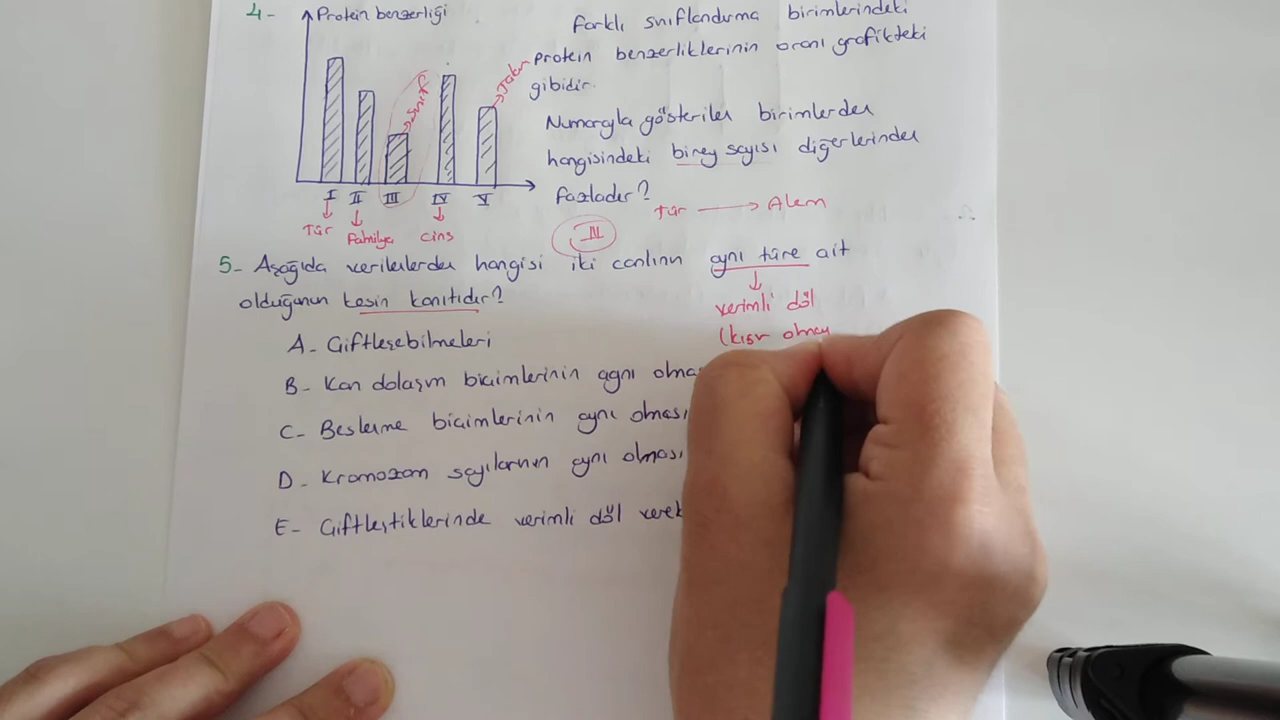 4- Protein benzerliği
Farklı sınıflandırma birimlerindeki
protein benzerliklerinin oranı grafikteki
gibidir.
Numarayla gösterilen birimlerden
hangisindeki birey sayısı diğerlerinden
fazladır?
Sınıf
Takım
I II III IV V
Tür Familya Cins
Tür → Alem
III
5- Aşağıda verilenlerden hangisi iki canlının aynı türe ait
olduğunun kesin kanıtıdır?
verimli döl
(kısır olmay
A- Çiftleşebilmeleri
B- Kan dolaşım biçimlerinin aynı olma
C- Beslenme biçimlerinin aynı olması
D- Kromozom sayılarının aynı olması
E- Çiftleştiklerinde verimli döl vereb